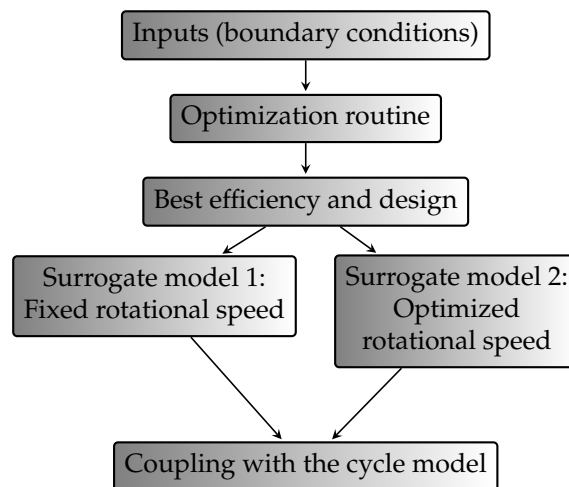 Inputs (boundary conditions)
Optimization routine
Best efficiency and design
Surrogate model 1:
Fixed rotational speed
Surrogate model 2:
Optimized
rotational speed
Coupling with the cycle model